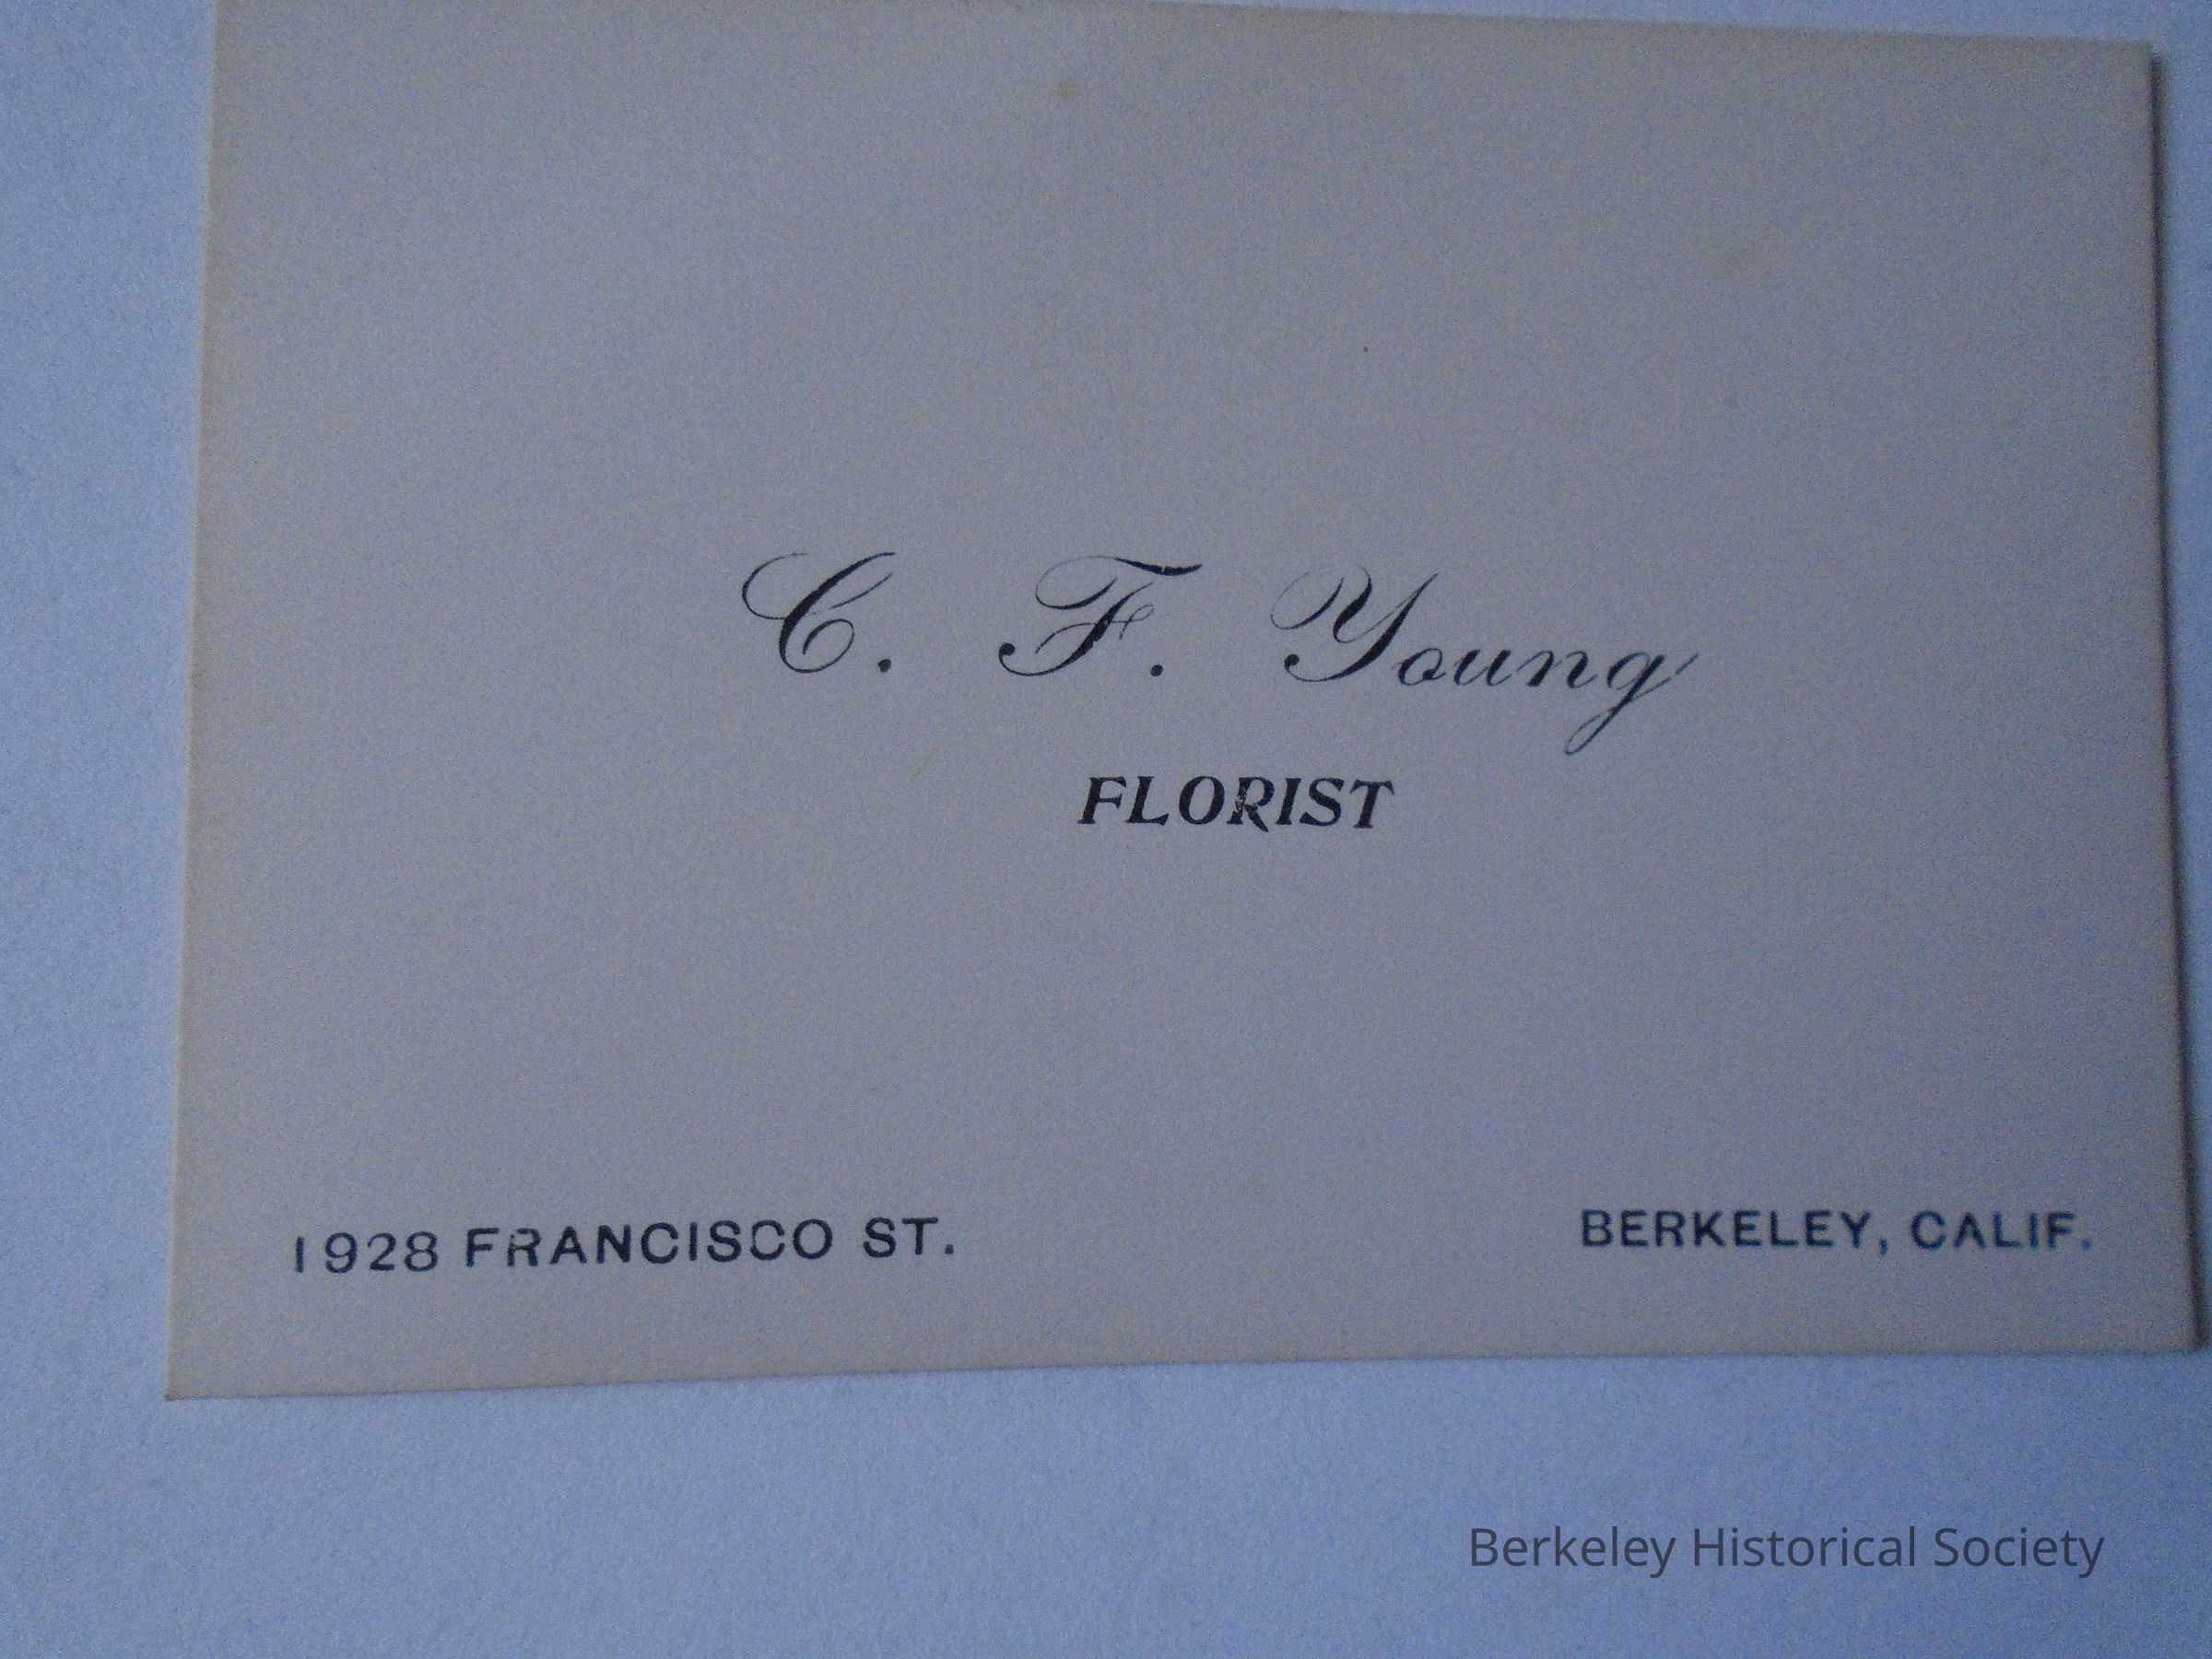 C. F. Young
FLORIST
1928 FRANCISCO ST.
BERKELEY, CALIF.
Berkeley Historical Society